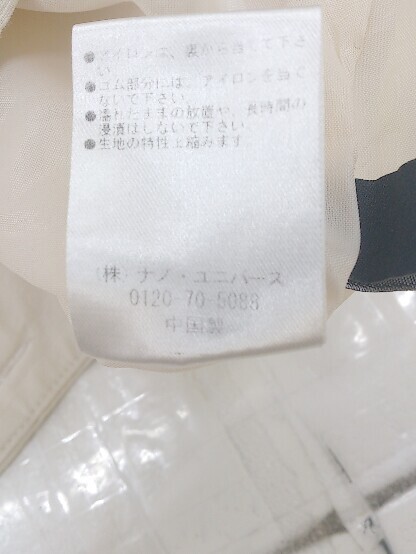 ●アイロンは、裏から当てて下さ
い
●ゴム部分には、アイロンを当て
ないで下さい
●濡れたままの放置や、長時間の
浸漬はしないで下さい
●生地の特性上縮みます
(株)ナノ・ユニバース
0120-70-5088
中国製